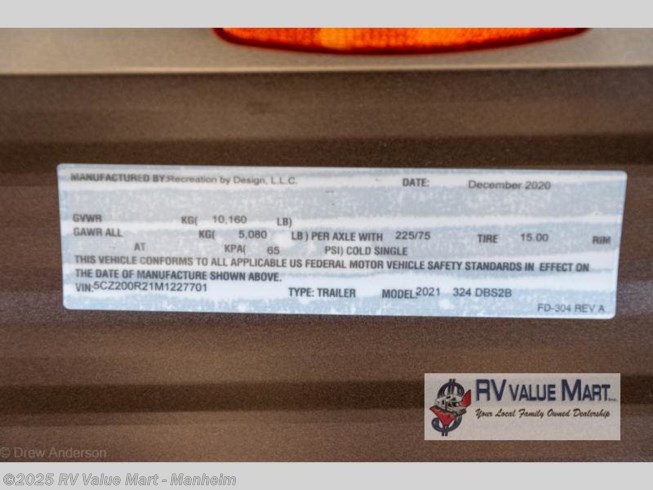 MANUFACTURED BY: Recreation by Design, L.L.C. DATE: December 2020
GVWR KG( 10,160 LB)
GAWR ALL KG( 5,080 LB) PER AXLE WITH 225/75 TIRE 15.00 RIM
AT KPA( 65 PSI) COLD SINGLE
THIS VEHICLE CONFORMS TO ALL APPLICABLE US FEDERAL MOTOR VEHICLE SAFETY STANDARDS IN EFFECT ON
THE DATE OF MANUFACTURE SHOWN ABOVE.
VIN: 5CZ200R21M1227701 TYPE: TRAILER MODEL 2021 324 DBS2B
FD-304 REV A
RV VALUE MART
Your Local Family Owned Dealership
© Drew Anderson
©2025 RV Value Mart - Manheim